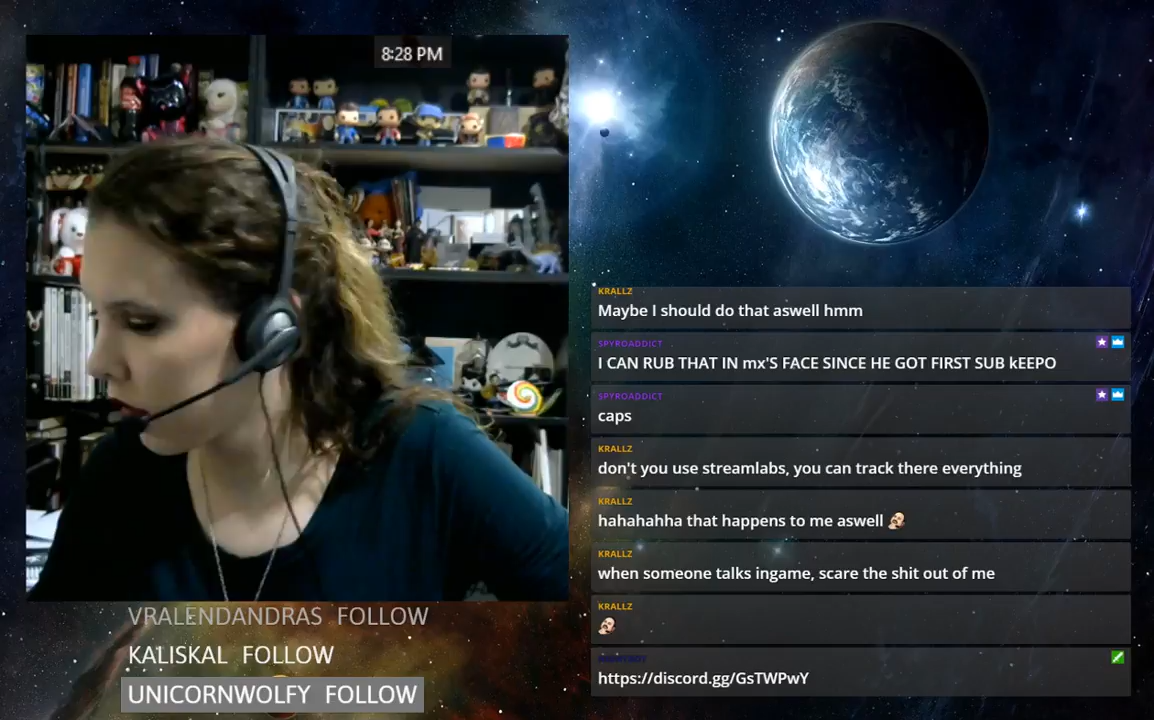 8:28 PM
KRALLZ
Maybe I should do that aswell hmm
SPYROADDICT
I CAN RUB THAT IN mx'S FACE SINCE HE GOT FIRST SUB kEEPO
SPYROADDICT
caps
KRALLZ
don't you use streamlabs, you can track there everything
KRALLZ
hahahahha that happens to me aswell
KRALLZ
when someone talks ingame, scare the shit out of me
KRALLZ
https://discord.gg/GsTWPwY
VRALENDANDRAS FOLLOW
KALISKAL FOLLOW
UNICORNWOLFY FOLLOW